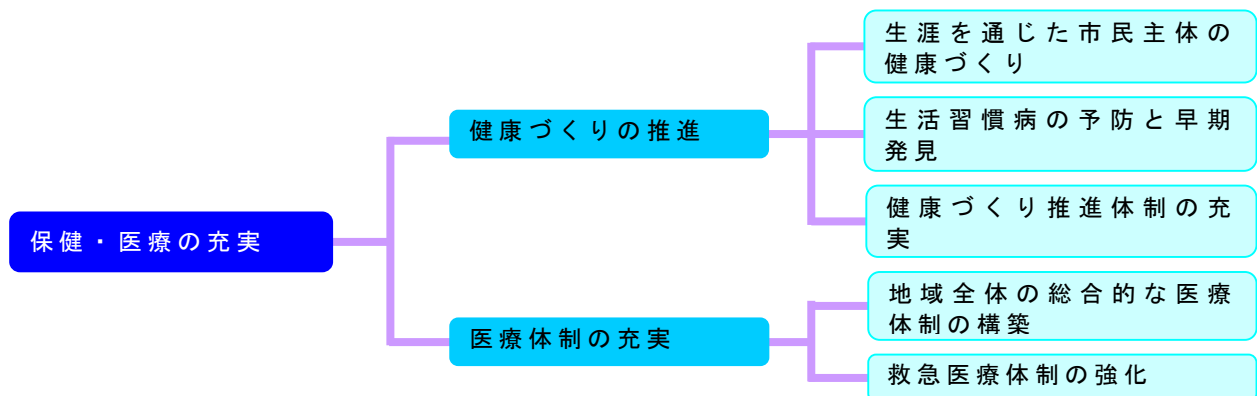 保健・医療の充実
健康づくりの推進
生涯を通じた市民主体の
健康づくり
生活習慣病の予防と早期
発見
健康づくり推進体制の充
実
医療体制の充実
地域全体の総合的な医療
体制の構築
救急医療体制の強化